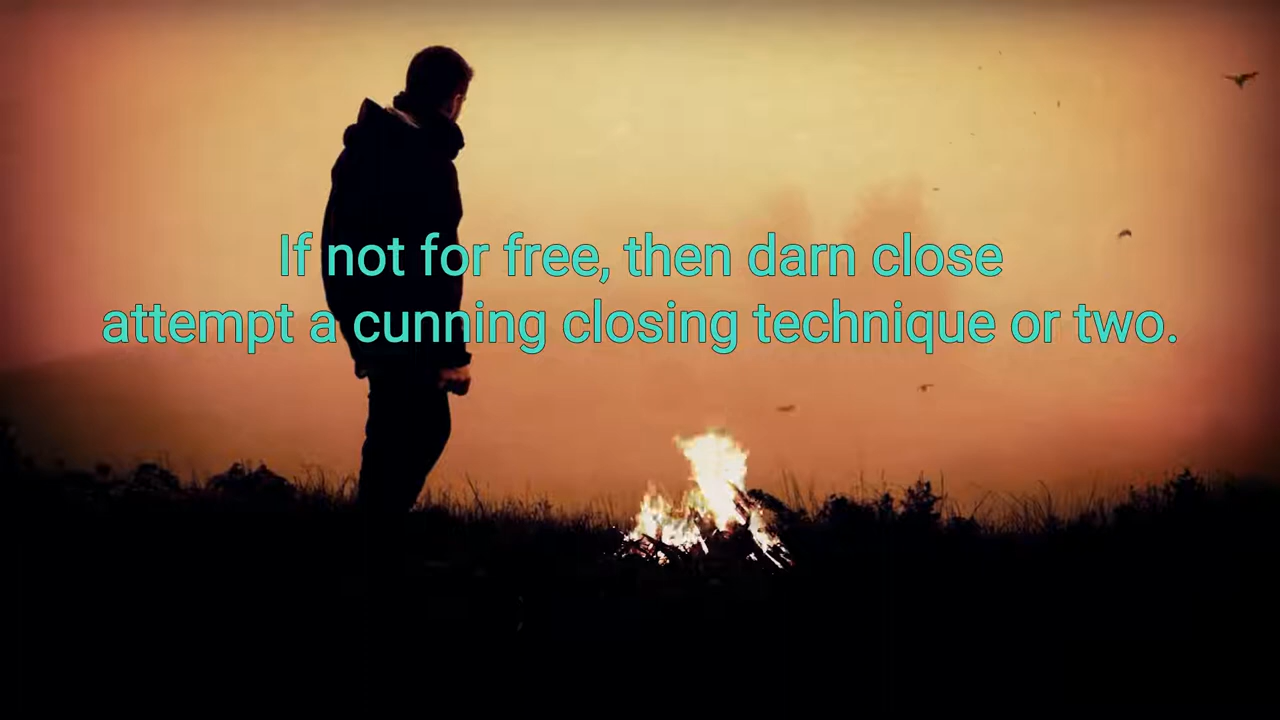 If not for free, then darn close
attempt a cunning closing technique or two.